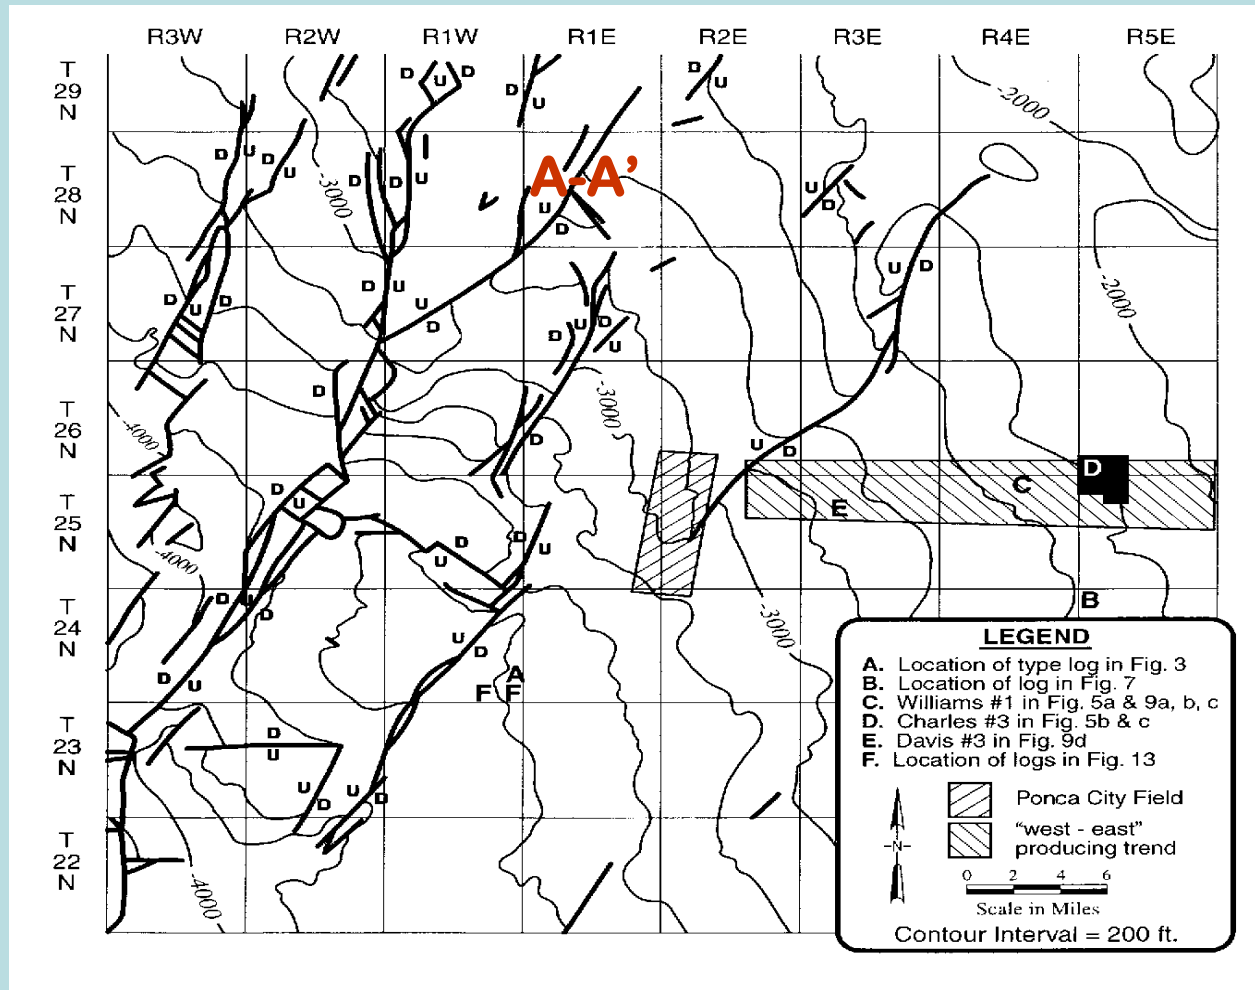 R3W R2W R1W R1E R2E R3E R4E R5E
T 29 N
T 28 N
T 27 N
T 26 N
T 25 N
T 24 N
T 23 N
T 22 N
D U D
D U
D U
-2000
A-A'
D U D U
D D U
-3000
U D
U D
D U D
D U
U D
D U D U
U D
-2000
D
-4000
-3000
D
U D
D U
D
C
E
D U
D U
-4000
B
D U D
U D
-3000
D U
A
F F
D U
U D
U D
-4000
LEGEND
A. Location of type log in Fig. 3
B. Location of log in Fig. 7
C. Williams #1 in Fig. 5a & 9a, b, c
D. Charles #3 in Fig. 5b & c
E. Davis #3 in Fig. 9d
F. Location of logs in Fig. 13
Ponca City Field
"west - east"
producing trend
-N-
0 2 4 6
Scale in Miles
Contour Interval = 200 ft.